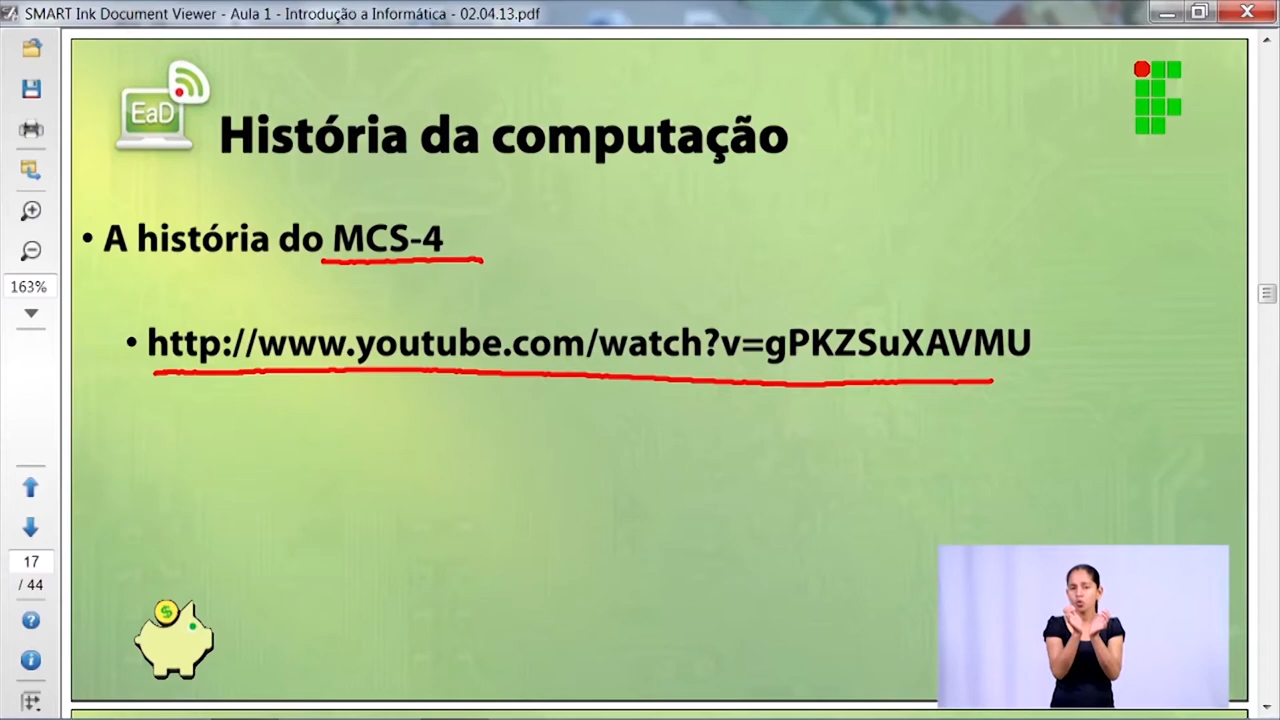 SMART Ink Document Viewer - Aula 1 - Introdução a Informática - 02.04.13.pdf
EaD
História da computação
• A história do MCS-4
• http://www.youtube.com/watch?v=gPKZSuXAVMU
163%
17
/ 44
$